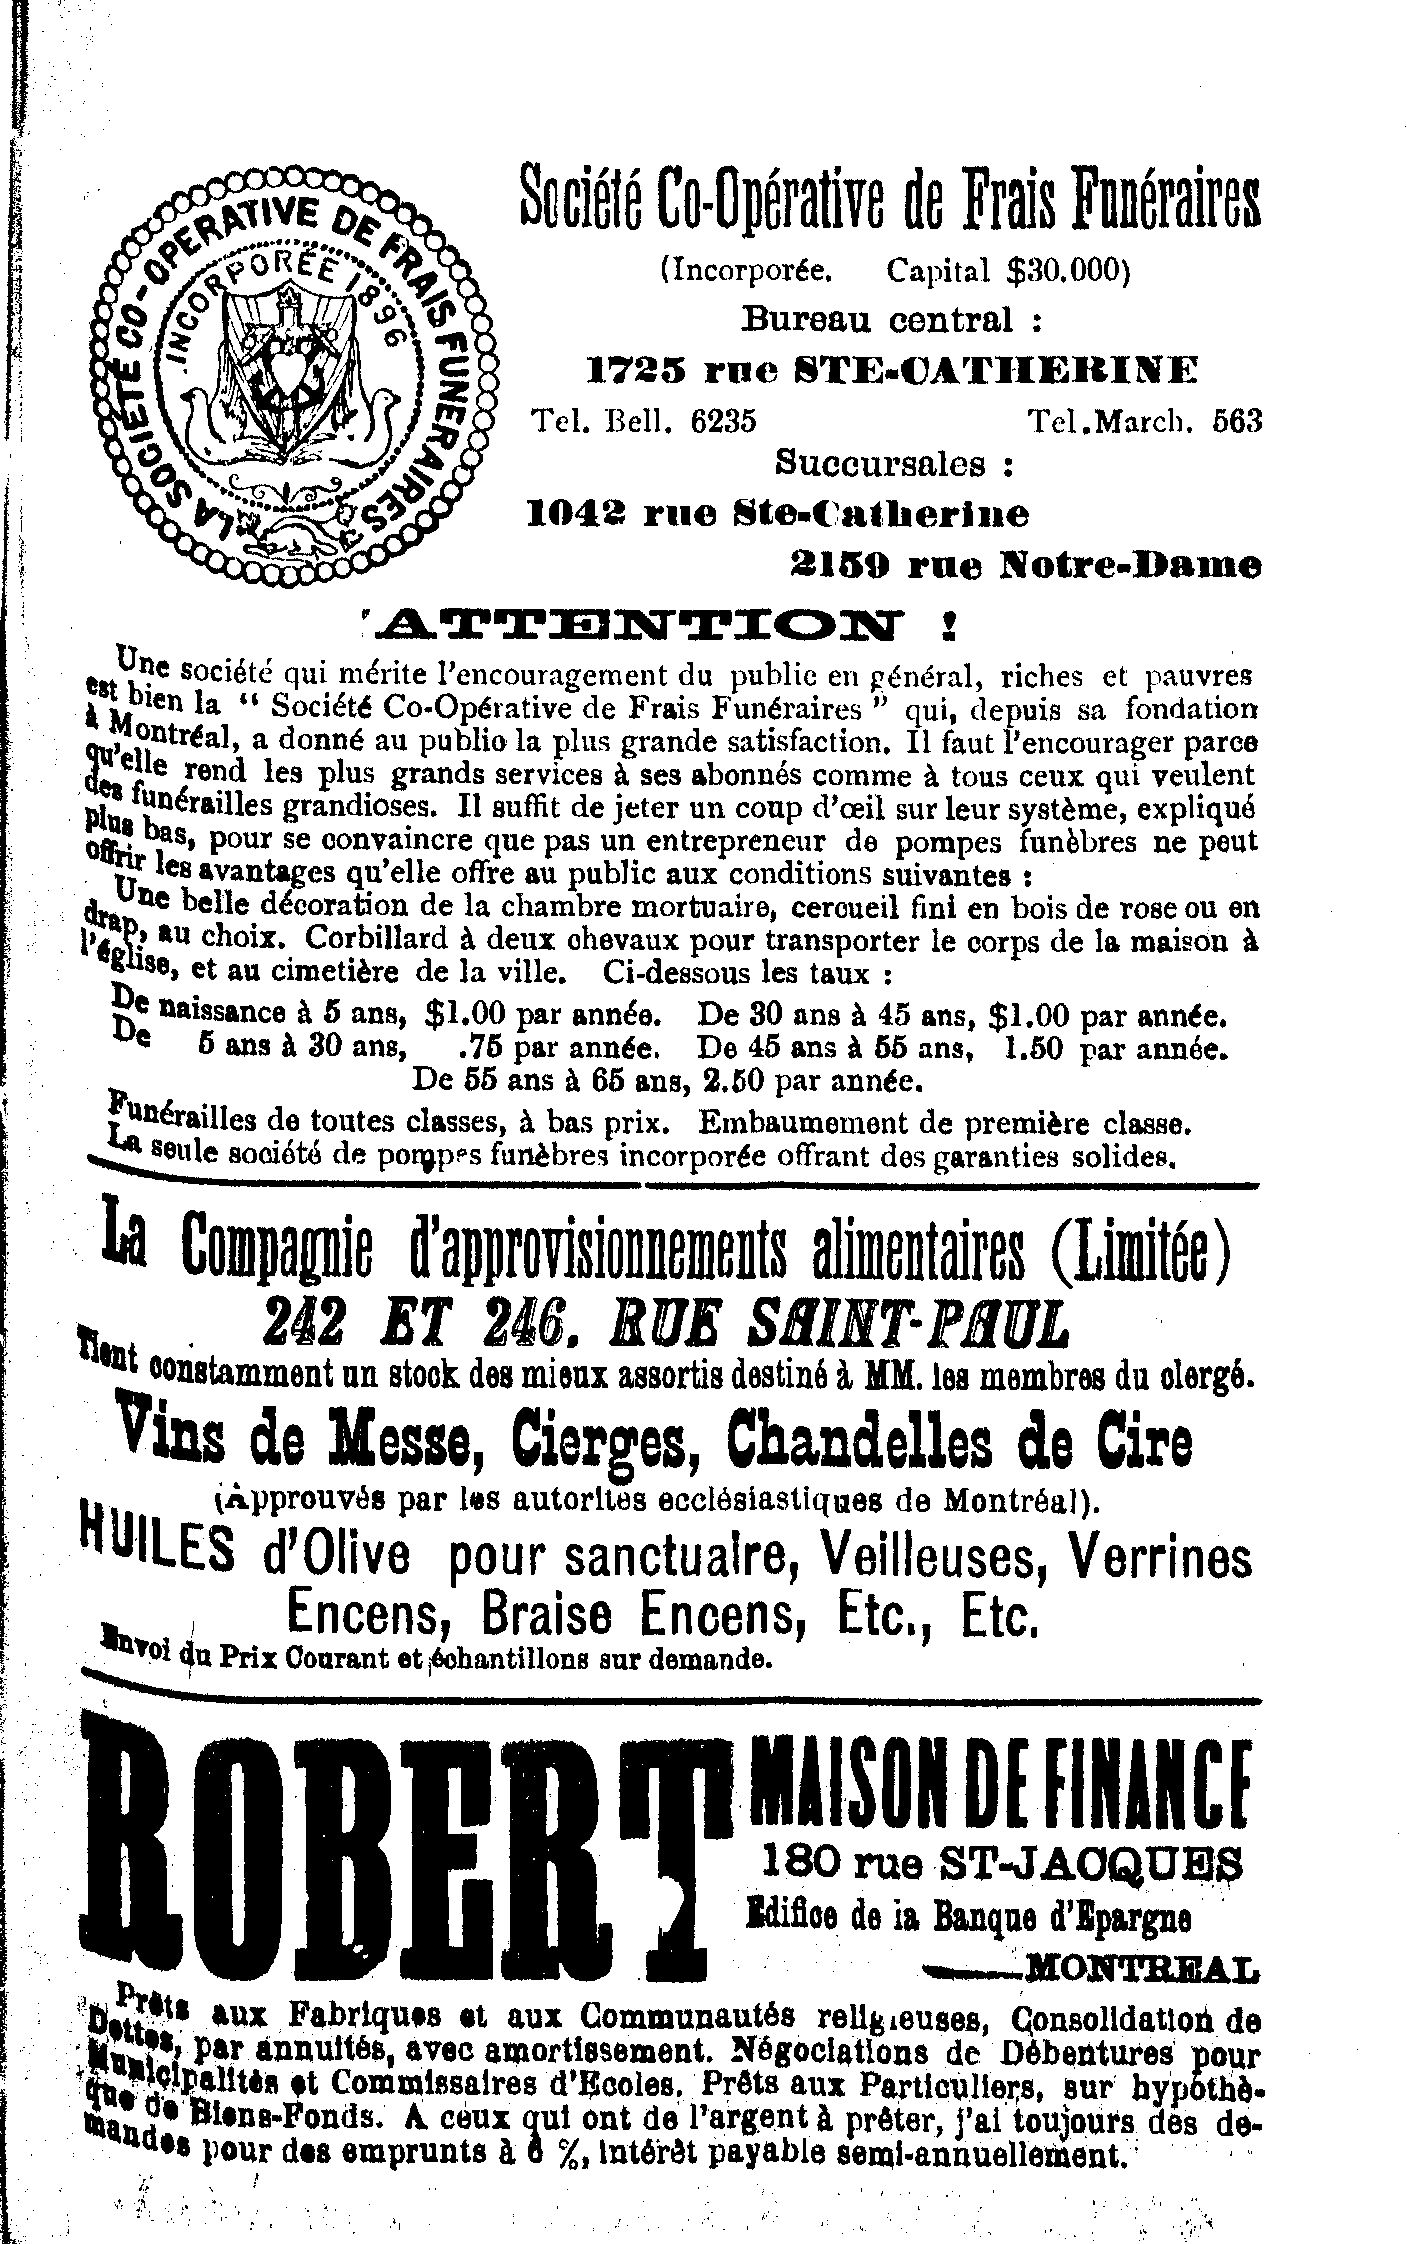 LA SOCIÉTÉ CO-OPERATIVE DE FRAIS FUNERAIRES
INCORPORÉE 1896
Société Co-Opérative de Frais Funéraires
(Incorporée. Capital $30.000)
Bureau central :
1725 rue STE-CATHERINE
Tel. Bell. 6235 Tel.March. 563
Succursales :
1042 rue Ste-Catherine
2159 rue Notre-Dame
ATTENTION !
Une société qui mérite l'encouragement du public en général, riches et pauvres
est bien la " Société Co-Opérative de Frais Funéraires " qui, depuis sa fondation
à Montréal, a donné au public la plus grande satisfaction. Il faut l'encourager parce
qu'elle rend les plus grands services à ses abonnés comme à tous ceux qui veulent
des funérailles grandioses. Il suffit de jeter un coup d'œil sur leur système, expliqué
plus bas, pour se convaincre que pas un entrepreneur de pompes funèbres ne peut
offrir les avantages qu'elle offre au public aux conditions suivantes :
Une belle décoration de la chambre mortuaire, cercueil fini en bois de rose ou en
drap, au choix. Corbillard à deux chevaux pour transporter le corps de la maison à
l'église, et au cimetière de la ville. Ci-dessous les taux :
De naissance à 5 ans, $1.00 par année. De 30 ans à 45 ans, $1.00 par année.
De 5 ans à 30 ans, .75 par année. De 45 ans à 55 ans, 1.50 par année.
De 55 ans à 65 ans, 2.50 par année.
Funérailles de toutes classes, à bas prix. Embaumement de première classe.
La seule société de pompes funèbres incorporée offrant des garanties solides.
La Compagnie d'approvisionnements alimentaires (Limitée)
242 ET 246. RUE SAINT-PAUL
Tient constamment un stock des mieux assortis destiné à MM. les membres du clergé.
Vins de Messe, Cierges, Chandelles de Cire
(Approuvés par les autorités ecclésiastiques de Montréal).
HUILES d'Olive pour sanctuaire, Veilleuses, Verrines
Encens, Braise Encens, Etc., Etc.
Envoi du Prix Courant et échantillons sur demande.
ROBERT MAISON DE FINANCE
180 rue ST-JACQUES
Edifice de la Banque d'Epargne
MONTREAL
Prêts aux Fabriques et aux Communautés religieuses, Consolidation de
Dettes, par annuités, avec amortissement. Négociations de Débentures pour
Municipalités et Commissaires d'Ecoles. Prêts aux Particuliers, sur hypothè-
que de Biens-Fonds. A ceux qui ont de l'argent à prêter, j'ai toujours des de-
mandes pour des emprunts à 6 %, intérêt payable semi-annuellement.